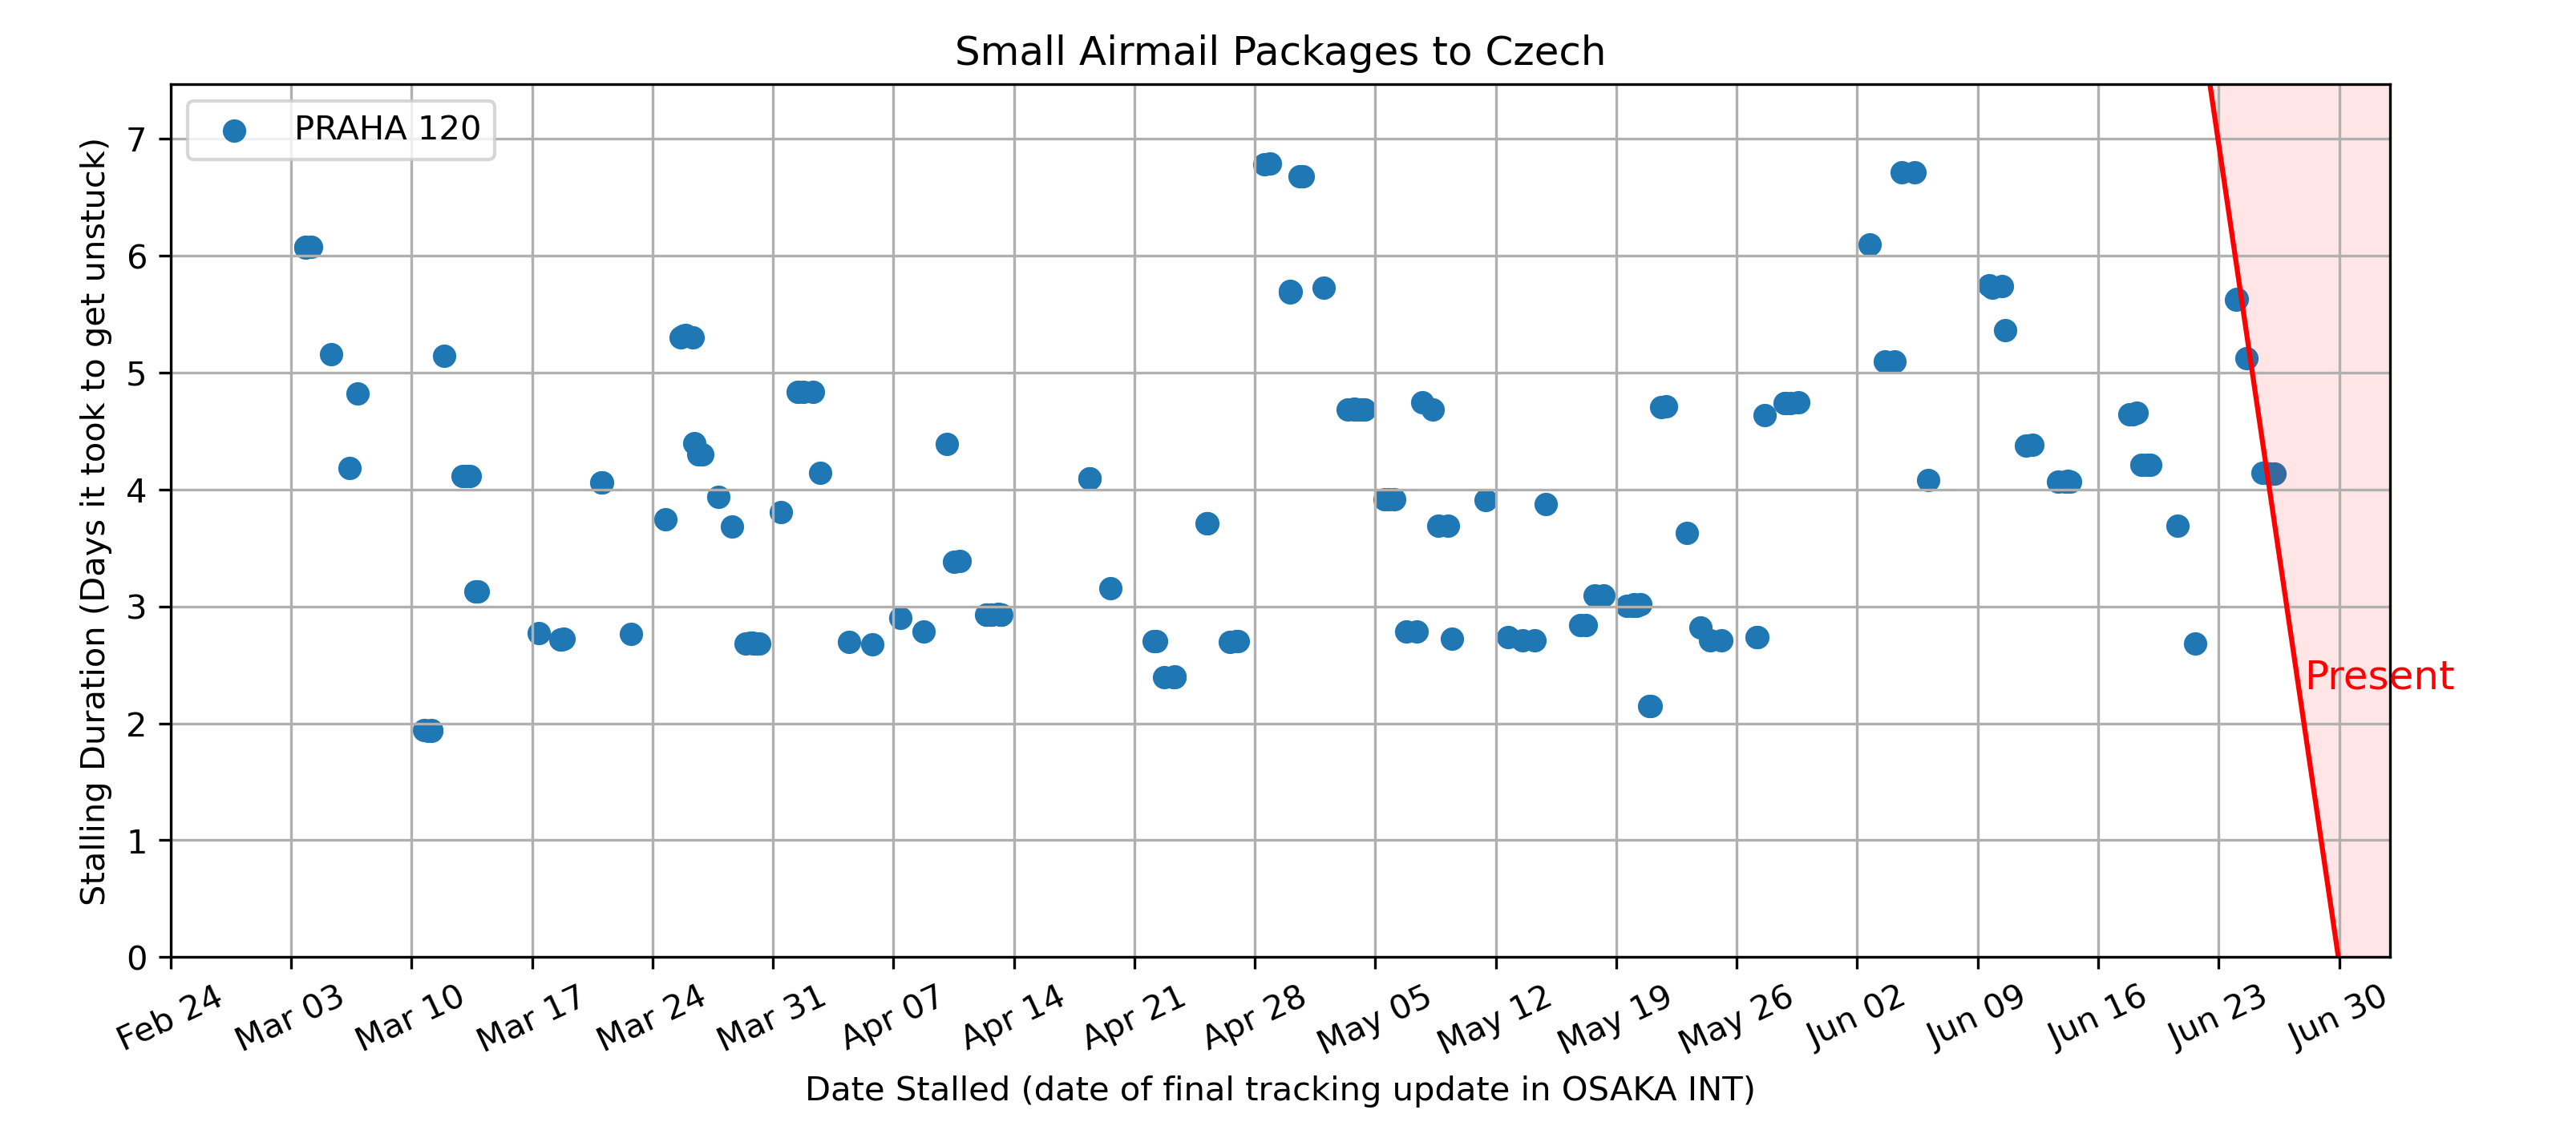 Small Airmail Packages to Czech
PRAHA 120
Stalling Duration (Days it took to get unstuck)
7
6
5
4
3
2
1
0
Present
Feb 24 Mar 03 Mar 10 Mar 17 Mar 24 Mar 31 Apr 07 Apr 14 Apr 21 Apr 28 May 05 May 12 May 19 May 26 Jun 02 Jun 09 Jun 16 Jun 23 Jun 30
Date Stalled (date of final tracking update in OSAKA INT)